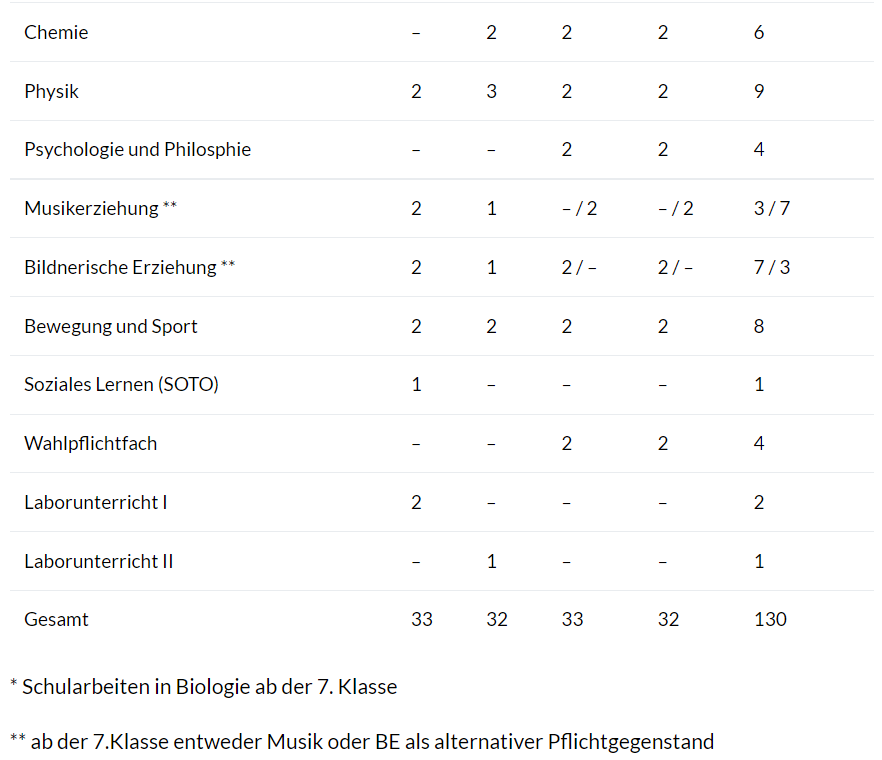 Chemie – 2 2 2 6
Physik 2 3 2 2 9
Psychologie und Philosphie – – 2 2 4
Musikerziehung ** 2 1 – / 2 – / 2 3 / 7
Bildnerische Erziehung ** 2 1 2 / – 2 / – 7 / 3
Bewegung und Sport 2 2 2 2 8
Soziales Lernen (SOTO) 1 – – – 1
Wahlpflichtfach – – 2 2 4
Laborunterricht I 2 – – – 2
Laborunterricht II – 1 – – 1
Gesamt 33 32 33 32 130
* Schularbeiten in Biologie ab der 7. Klasse
** ab der 7.Klasse entweder Musik oder BE als alternativer Pflichtgegenstand